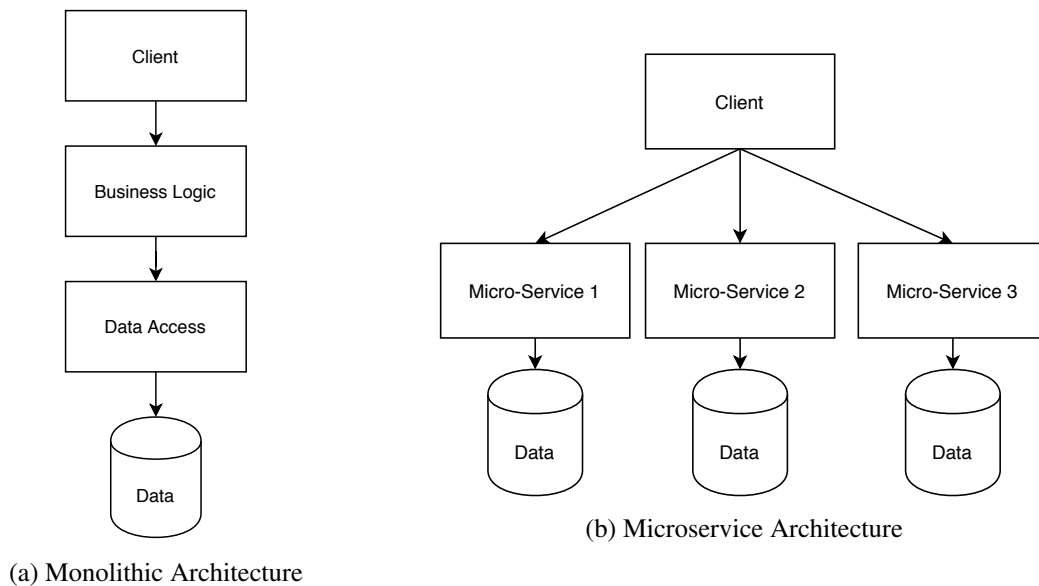 Client
Business Logic
Data Access
Data
(a) Monolithic Architecture
Client
Micro-Service 1
Micro-Service 2
Micro-Service 3
Data
Data
Data
(b) Microservice Architecture